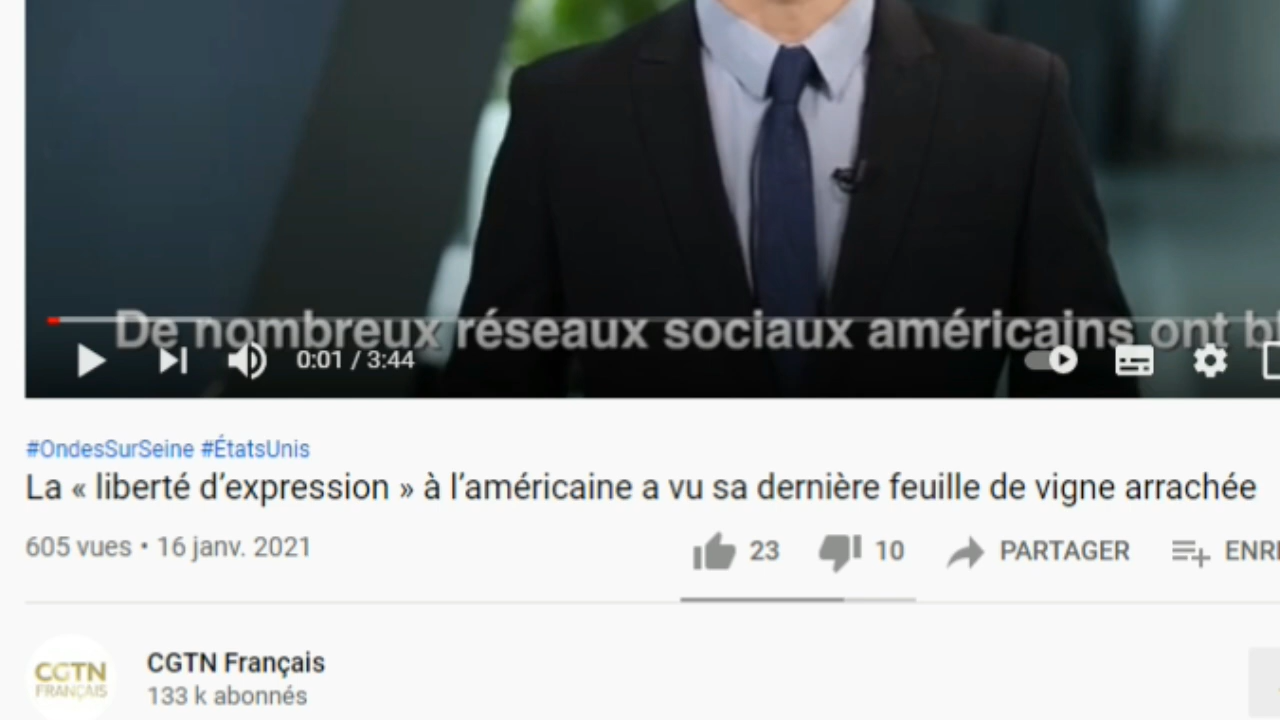 De nombreux réseaux sociaux américains ont b
0:01 / 3:44
#OndesSurSeine #ÉtatsUnis
La « liberté d’expression » à l’américaine a vu sa dernière feuille de vigne arrachée
605 vues • 16 janv. 2021
23 10 PARTAGER ENR
CGTN FRANÇAIS
CGTN Français
133 k abonnés